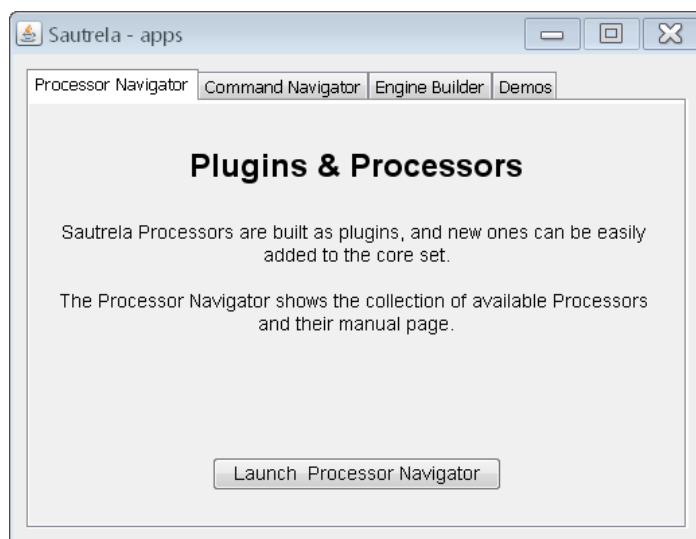 Sautrela - apps
Processor Navigator Command Navigator Engine Builder Demos
Plugins & Processors
Sautrela Processors are built as plugins, and new ones can be easily
added to the core set.
The Processor Navigator shows the collection of available Processors
and their manual page.
Launch Processor Navigator